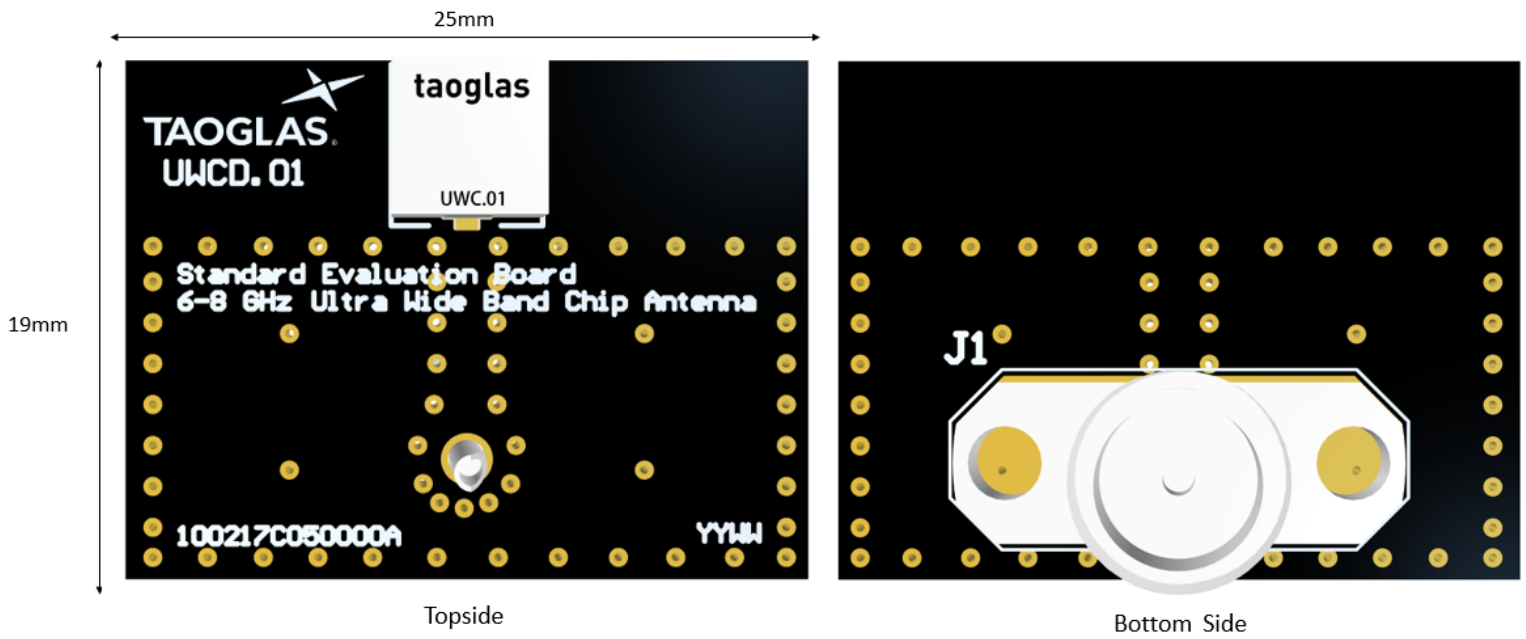 25mm
taoglas
TAOGLAS®
UWCD.01
UWC.01
Standard Evaluation Board
6-8 GHz Ultra Wide Band Chip Antenna
19mm
J1
100217C050000A
YYWW
Topside
Bottom Side